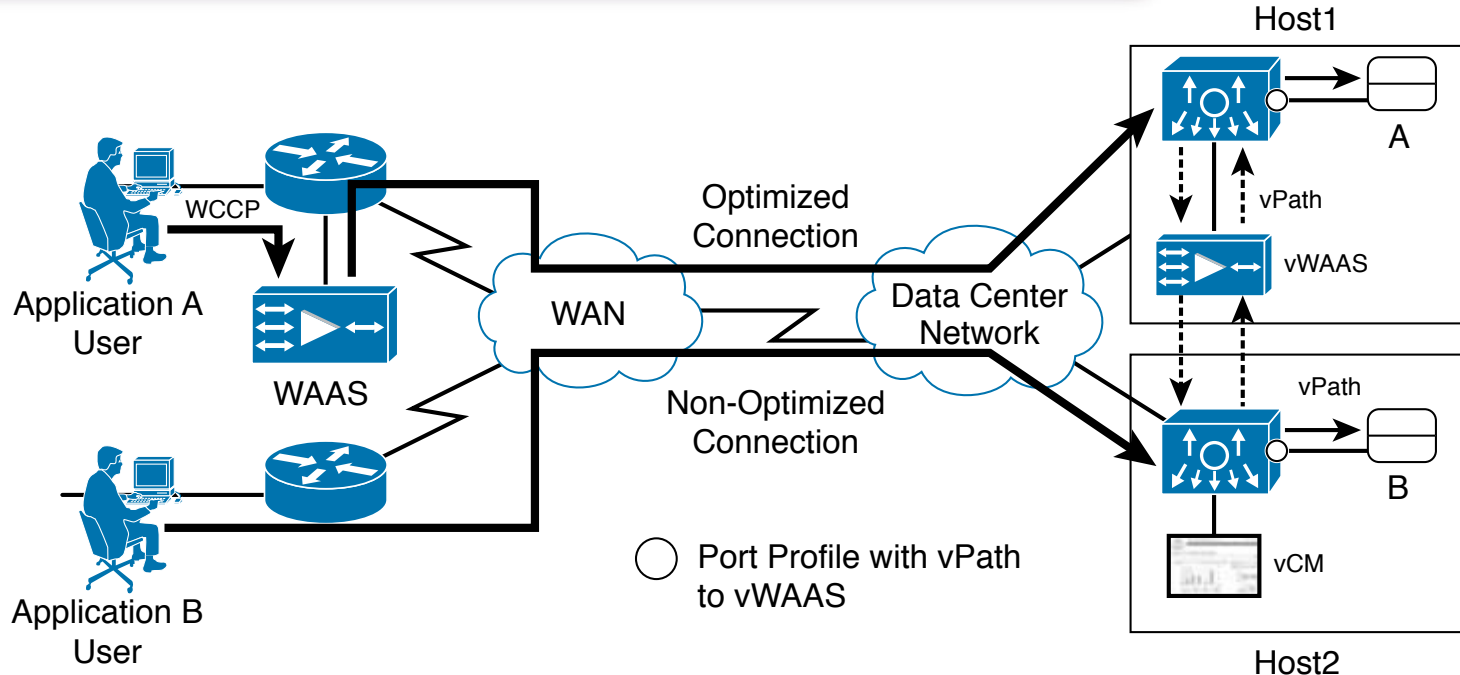 Host1
A
WCCP
Optimized
Connection
vPath
vWAAS
Application A
User
WAN
Data Center
Network
WAAS
Non-Optimized
Connection
vPath
B
Port Profile with vPath
to vWAAS
vCM
Application B
User
Host2